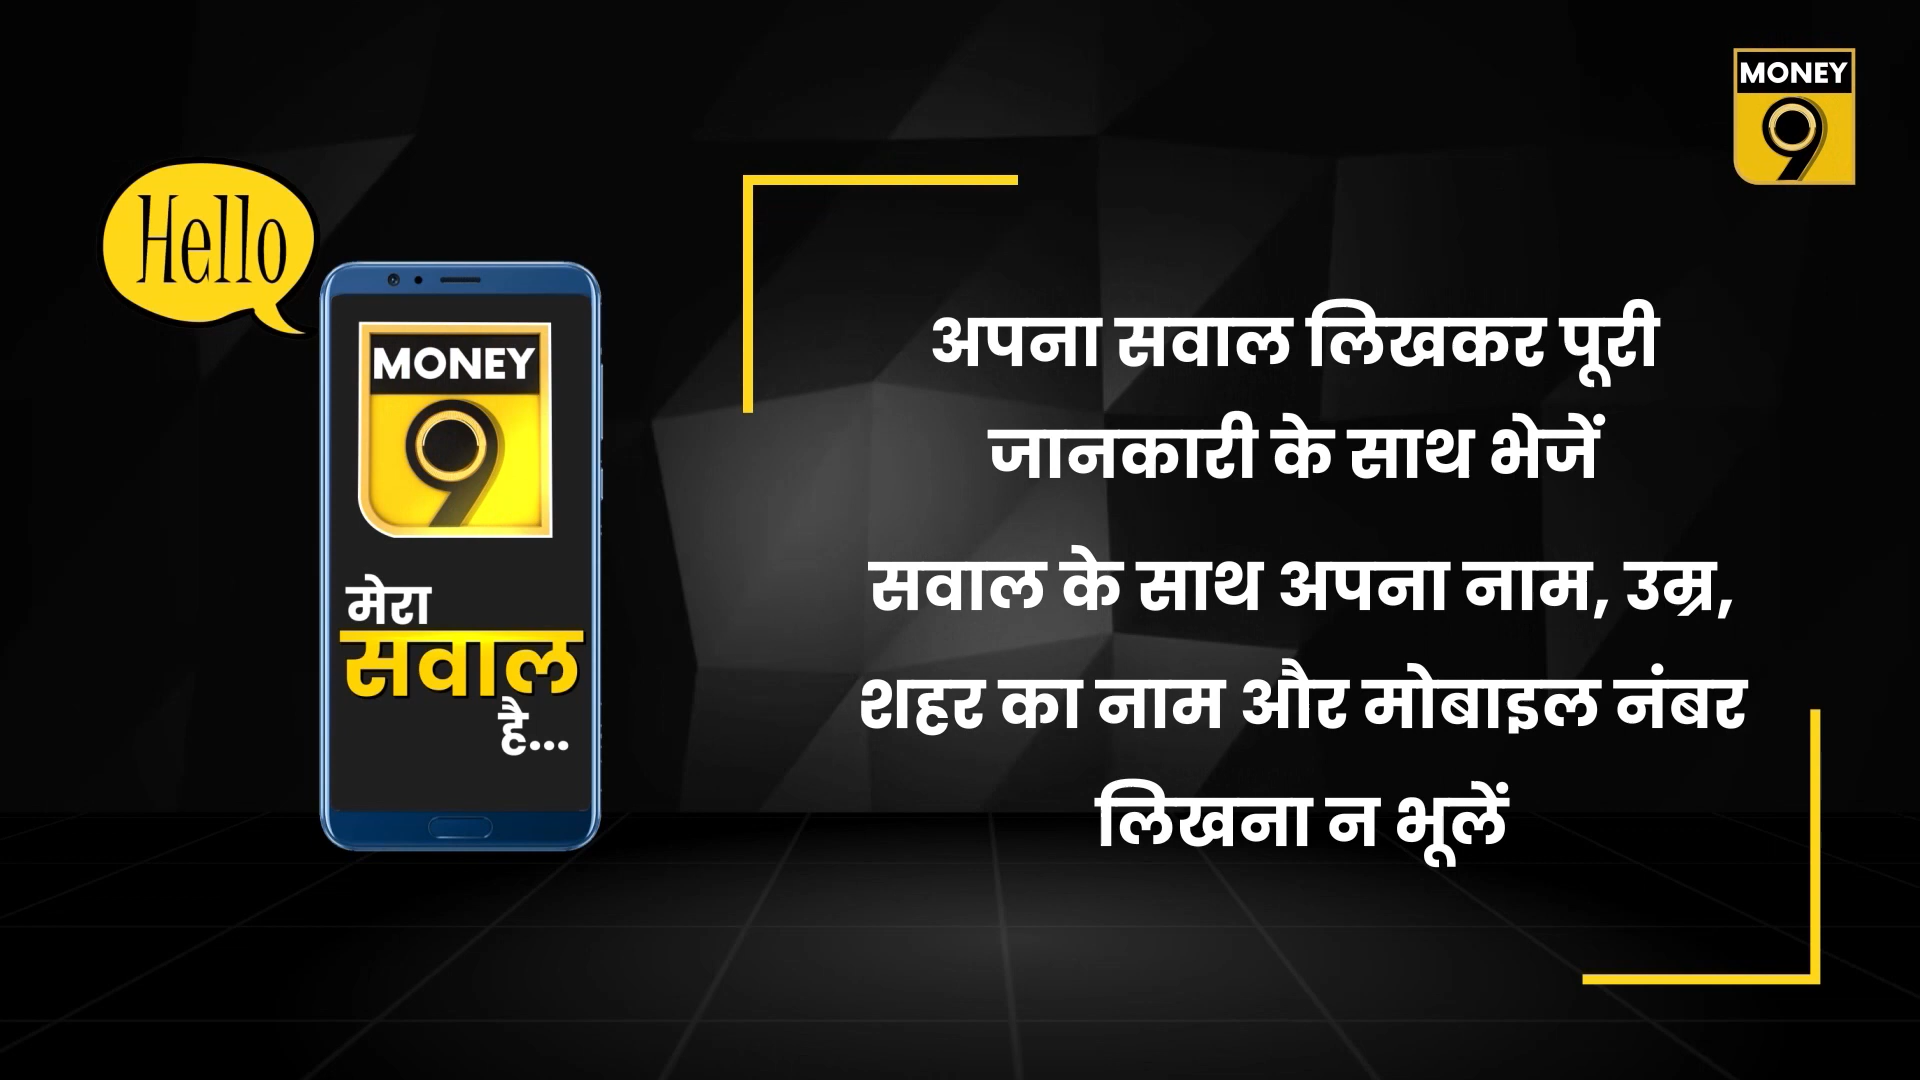 MONEY
9
Hello
MONEY
9
मेरा
सवाल
है...
अपना सवाल लिखकर पूरी
जानकारी के साथ भेजें
सवाल के साथ अपना नाम, उम्र,
शहर का नाम और मोबाइल नंबर
लिखना न भूलें